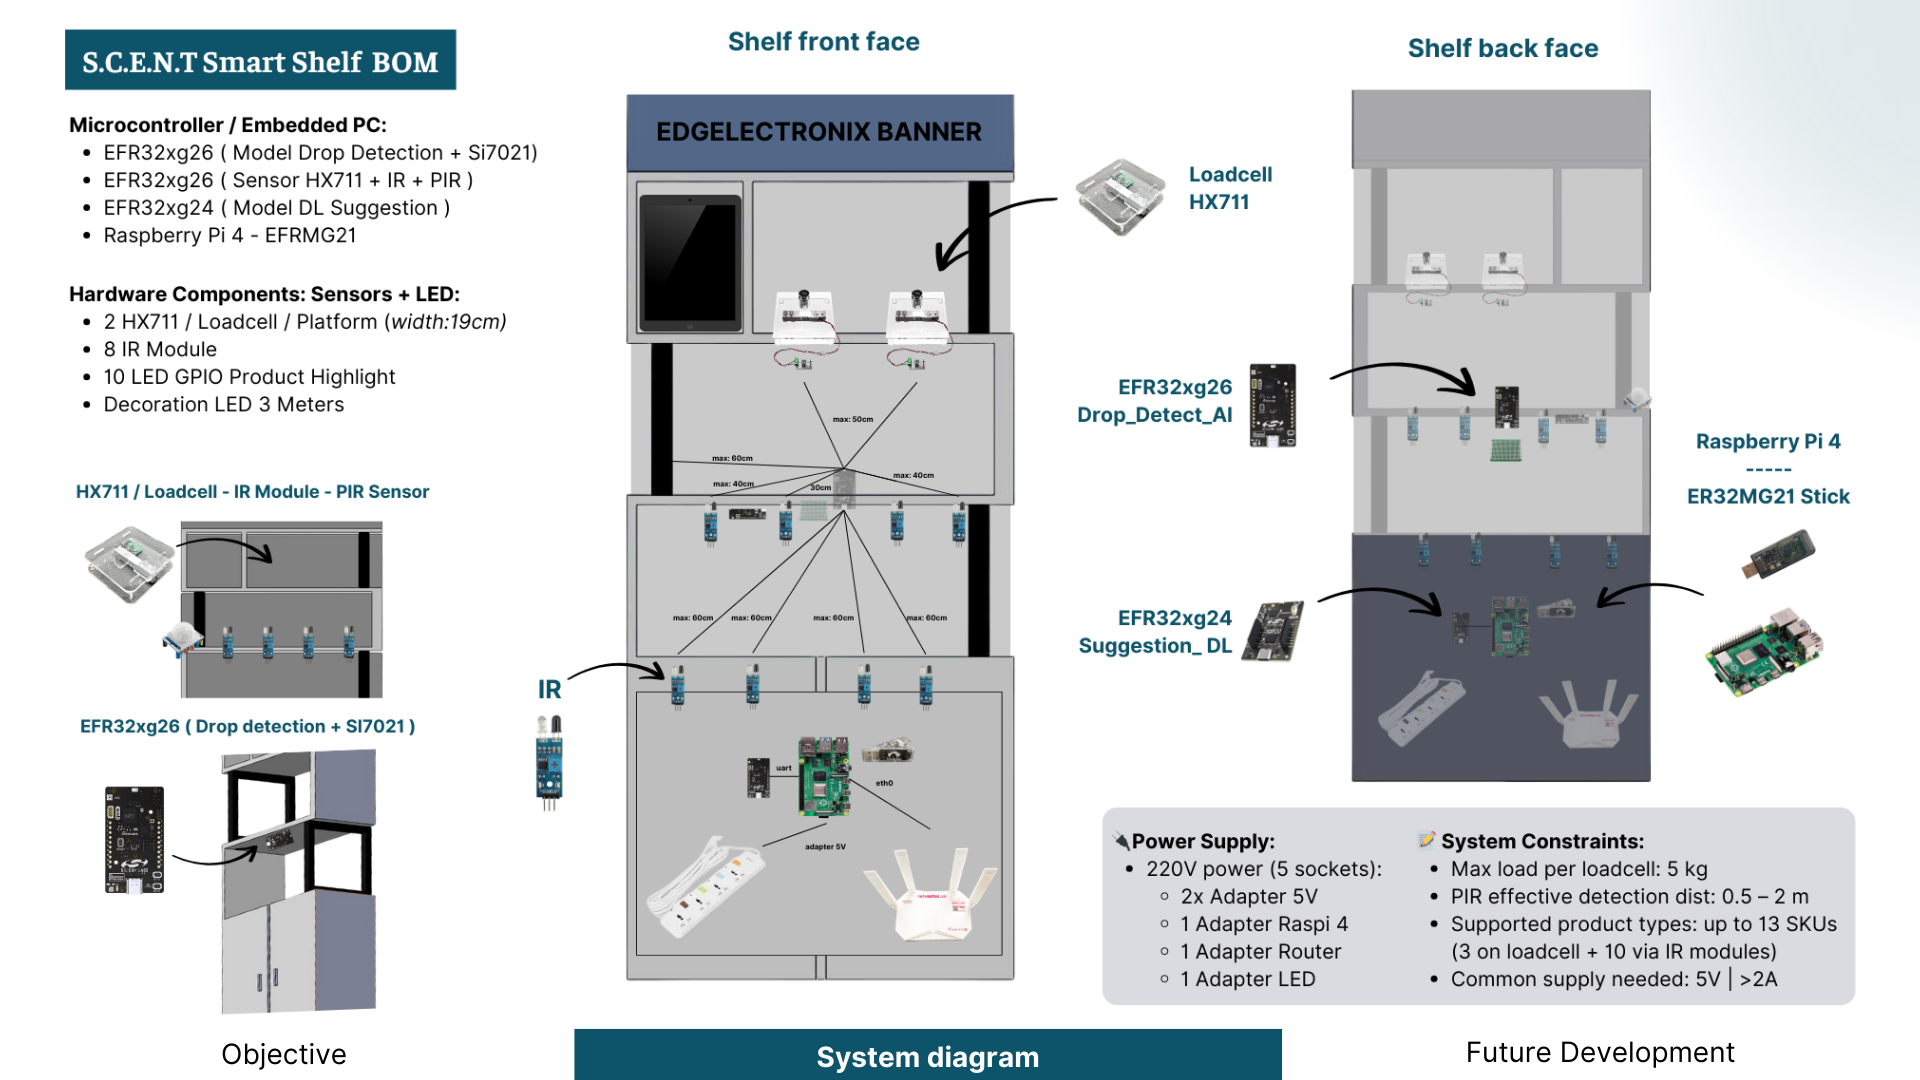 S.C.E.N.T Smart Shelf BOM
Microcontroller / Embedded PC:
• EFR32xg26 ( Model Drop Detection + Si7021)
• EFR32xg26 ( Sensor HX711 + IR + PIR )
• EFR32xg24 ( Model DL Suggestion )
• Raspberry Pi 4 - EFRMG21
Hardware Components: Sensors + LED:
• 2 HX711 / Loadcell / Platform (width:19cm)
• 8 IR Module
• 10 LED GPIO Product Highlight
• Decoration LED 3 Meters
HX711 / Loadcell - IR Module - PIR Sensor
EFR32xg26 ( Drop detection + SI7021 )
Objective
Shelf front face
EDGELECTRONIX BANNER
Loadcell
HX711
max: 50cm
max: 60cm
max: 40cm
max: 40cm
30cm
max: 60cm
max: 60cm
max: 60cm
max: 60cm
IR
uart
eth0
adapter 5V
System diagram
Shelf back face
EFR32xg26
Drop_Detect_AI
EFR32xg24
Suggestion_ DL
Raspberry Pi 4
-----
ER32MG21 Stick
Power Supply:
• 220V power (5 sockets):
◦ 2x Adapter 5V
◦ 1 Adapter Raspi 4
◦ 1 Adapter Router
◦ 1 Adapter LED
System Constraints:
• Max load per loadcell: 5 kg
• PIR effective detection dist: 0.5 – 2 m
• Supported product types: up to 13 SKUs
(3 on loadcell + 10 via IR modules)
• Common supply needed: 5V | >2A
Future Development